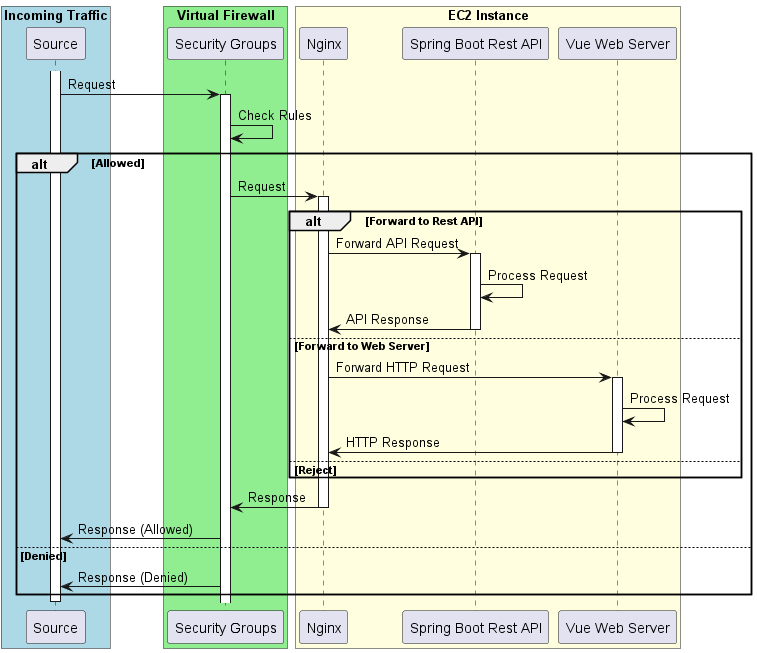 Incoming Traffic
Virtual Firewall
EC2 Instance
Source
Security Groups
Nginx
Spring Boot Rest API
Vue Web Server
Request
Check Rules
alt
[Allowed]
Request
alt
[Forward to Rest API]
Forward API Request
Process Request
API Response
[Forward to Web Server]
Forward HTTP Request
Process Request
HTTP Response
[Reject]
Response
Response (Allowed)
[Denied]
Response (Denied)
Source
Security Groups
Nginx
Spring Boot Rest API
Vue Web Server